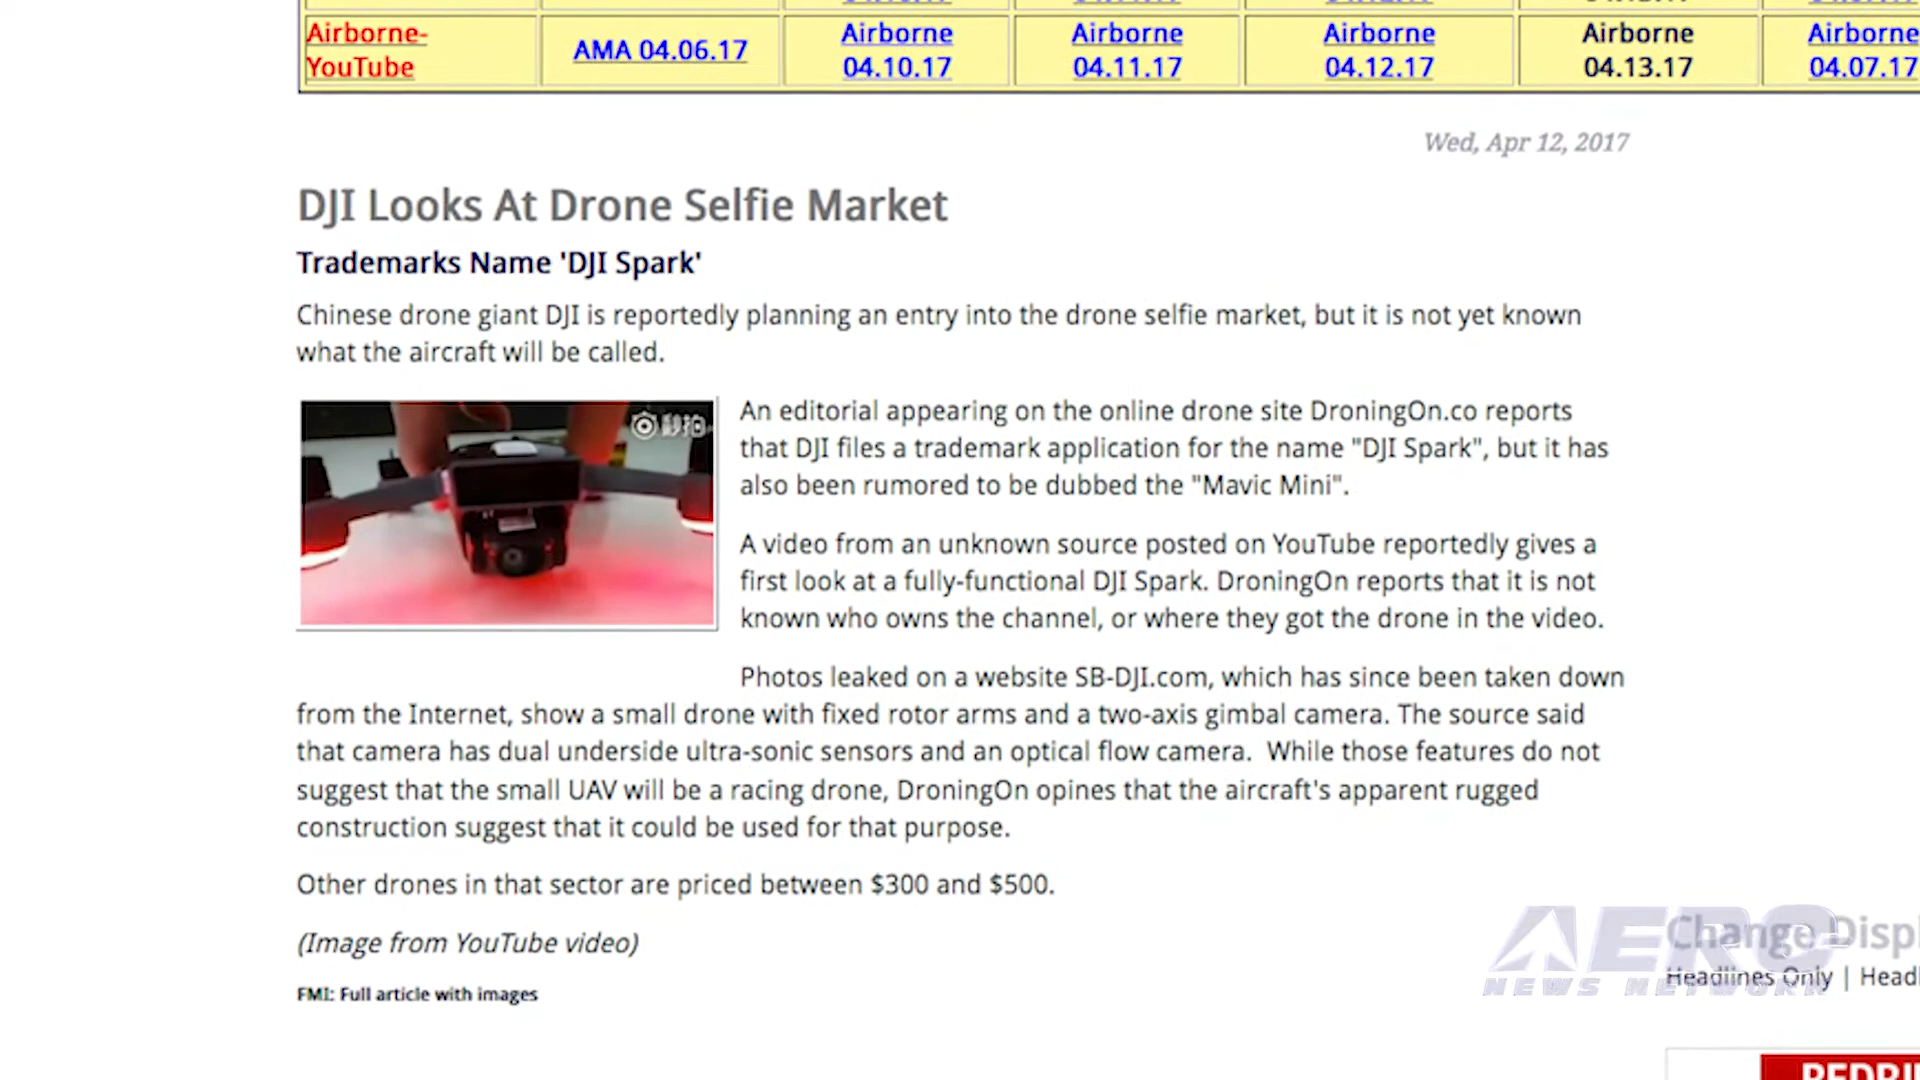 Airborne-
YouTube
AMA 04.06.17
Airborne
04.10.17
Airborne
04.11.17
Airborne
04.12.17
Airborne
04.13.17
Airborne
04.07.17
Wed, Apr 12, 2017
DJI Looks At Drone Selfie Market
Trademarks Name 'DJI Spark'
Chinese drone giant DJI is reportedly planning an entry into the drone selfie market, but it is not yet known
what the aircraft will be called.
An editorial appearing on the online drone site DroningOn.co reports
that DJI files a trademark application for the name "DJI Spark", but it has
also been rumored to be dubbed the "Mavic Mini".
A video from an unknown source posted on YouTube reportedly gives a
first look at a fully-functional DJI Spark. DroningOn reports that it is not
known who owns the channel, or where they got the drone in the video.
Photos leaked on a website SB-DJI.com, which has since been taken down
from the Internet, show a small drone with fixed rotor arms and a two-axis gimbal camera. The source said
that camera has dual underside ultra-sonic sensors and an optical flow camera.  While those features do not
suggest that the small UAV will be a racing drone, DroningOn opines that the aircraft's apparent rugged
construction suggest that it could be used for that purpose.
Other drones in that sector are priced between $300 and $500.
(Image from YouTube video)
FMI: Full article with images
Change Displ
Headlines Only | Headl
AERO
NEWS NETWORK